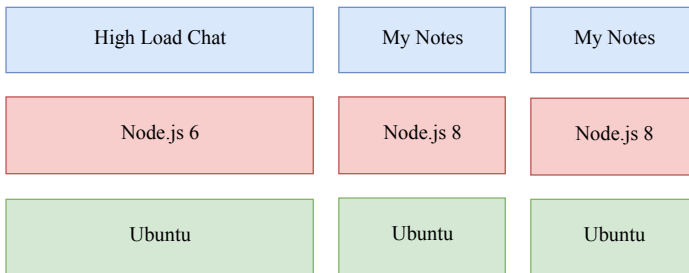 High Load Chat
My Notes
My Notes
Node.js 6
Node.js 8
Node.js 8
Ubuntu
Ubuntu
Ubuntu